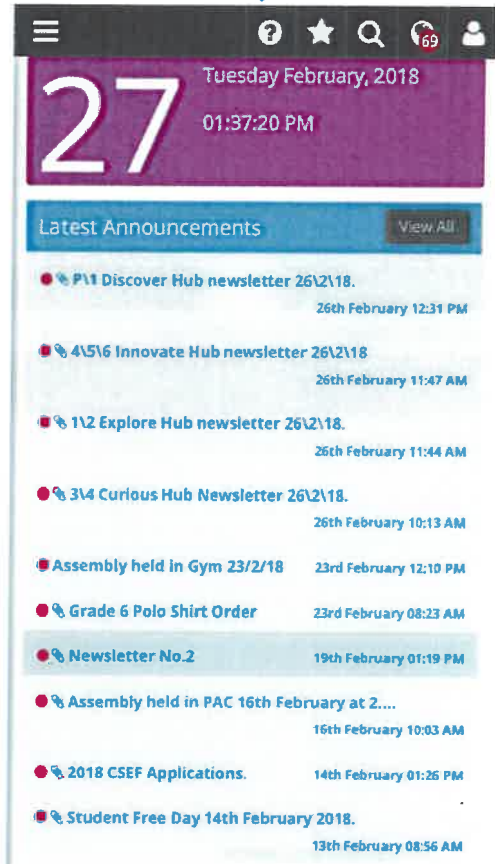 69
27
Tuesday February, 2018
01:37:20 PM
Latest Announcements
View All
P\1 Discover Hub newsletter 26\2\18.
26th February 12:31 PM
4\5\6 Innovate Hub newsletter 26\2\18
26th February 11:47 AM
1\2 Explore Hub newsletter 26\2\18.
26th February 11:44 AM
3\4 Curious Hub Newsletter 26\2\18.
26th February 10:13 AM
Assembly held in Gym 23/2/18 23rd February 12:10 PM
Grade 6 Polo Shirt Order 23rd February 08:23 AM
Newsletter No.2 19th February 01:19 PM
Assembly held in PAC 16th February at 2....
16th February 10:03 AM
2018 CSEF Applications. 14th February 01:26 PM
Student Free Day 14th February 2018.
13th February 08:56 AM